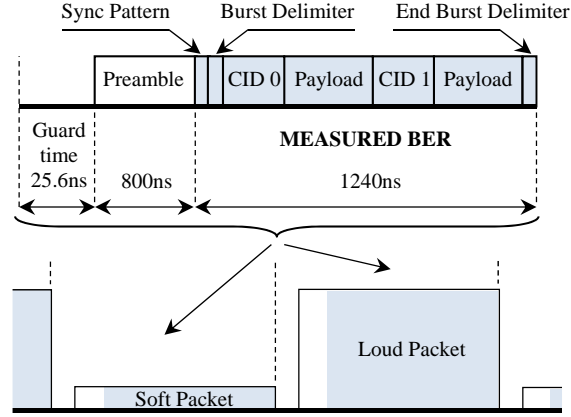 Sync Pattern
Burst Delimiter
End Burst Delimiter
Preamble
CID 0
Payload
CID 1
Payload
Guard
time
25.6ns
800ns
MEASURED BER
1240ns
Loud Packet
Soft Packet